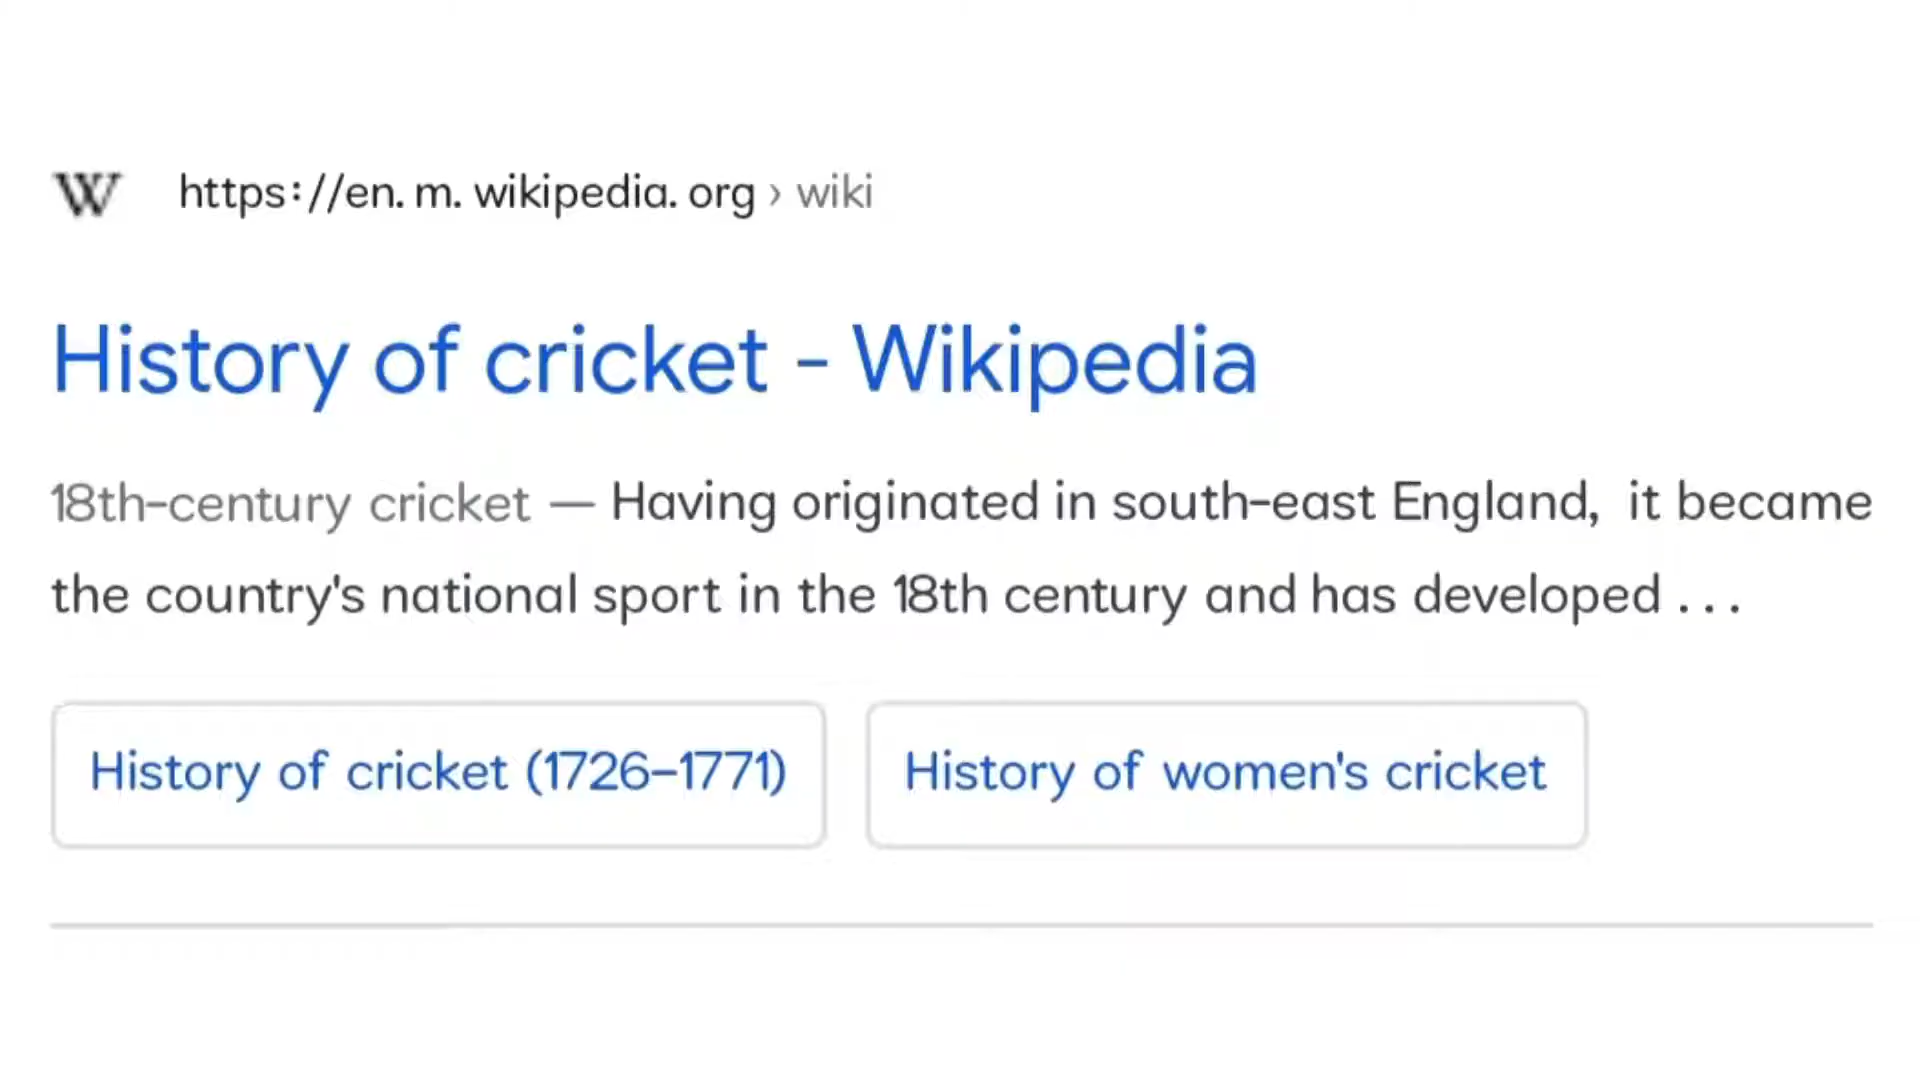 W https://en. m. wikipedia. org › wiki
History of cricket - Wikipedia
18th-century cricket — Having originated in south-east England, it became
the country's national sport in the 18th century and has developed . . .
History of cricket (1726–1771) History of women's cricket